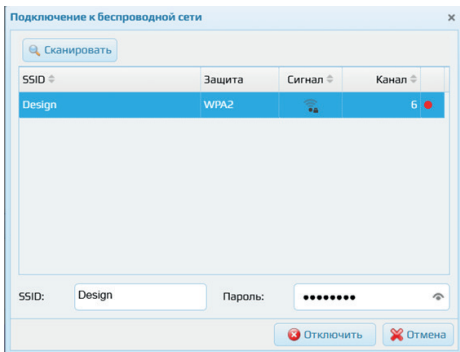 Подключение к беспроводной сети
Сканировать
SSID Защита Сигнал Канал
Design WPA2 6
SSID: Design Пароль: ••••••••
Отключить Отмена